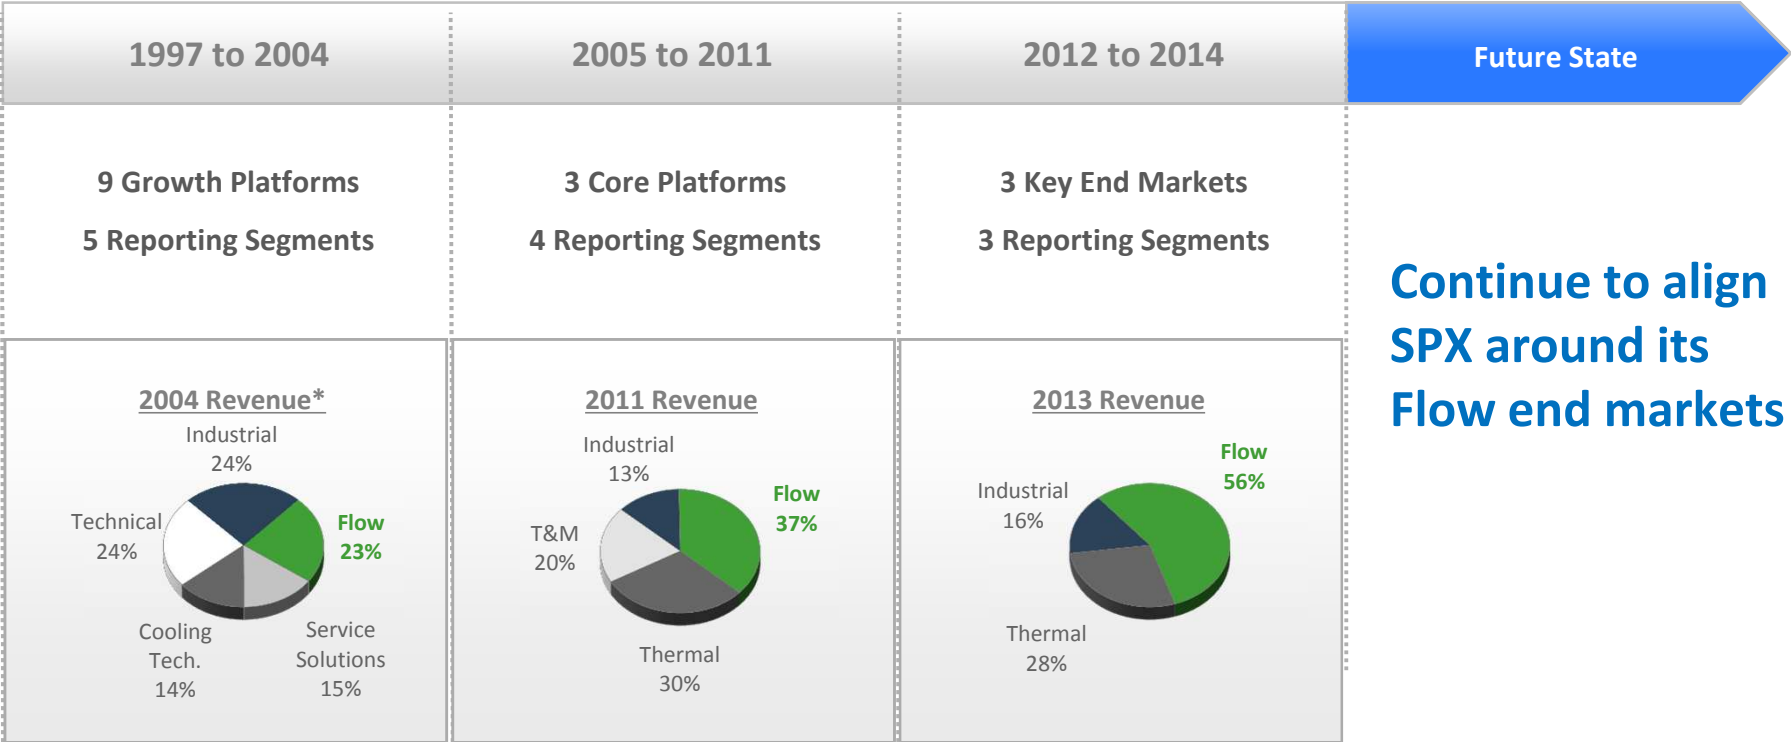 1997 to 2004
2005 to 2011
2012 to 2014
Future State
9 Growth Platforms
5 Reporting Segments
3 Core Platforms
4 Reporting Segments
3 Key End Markets
3 Reporting Segments
Continue to align
SPX around its
Flow end markets
2004 Revenue*
Industrial
24%
Technical
24%
Flow
23%
Cooling
Tech.
14%
Service
Solutions
15%
2011 Revenue
Industrial
13%
Flow
37%
T&M
20%
Thermal
30%
2013 Revenue
Flow
56%
Industrial
16%
Thermal
28%